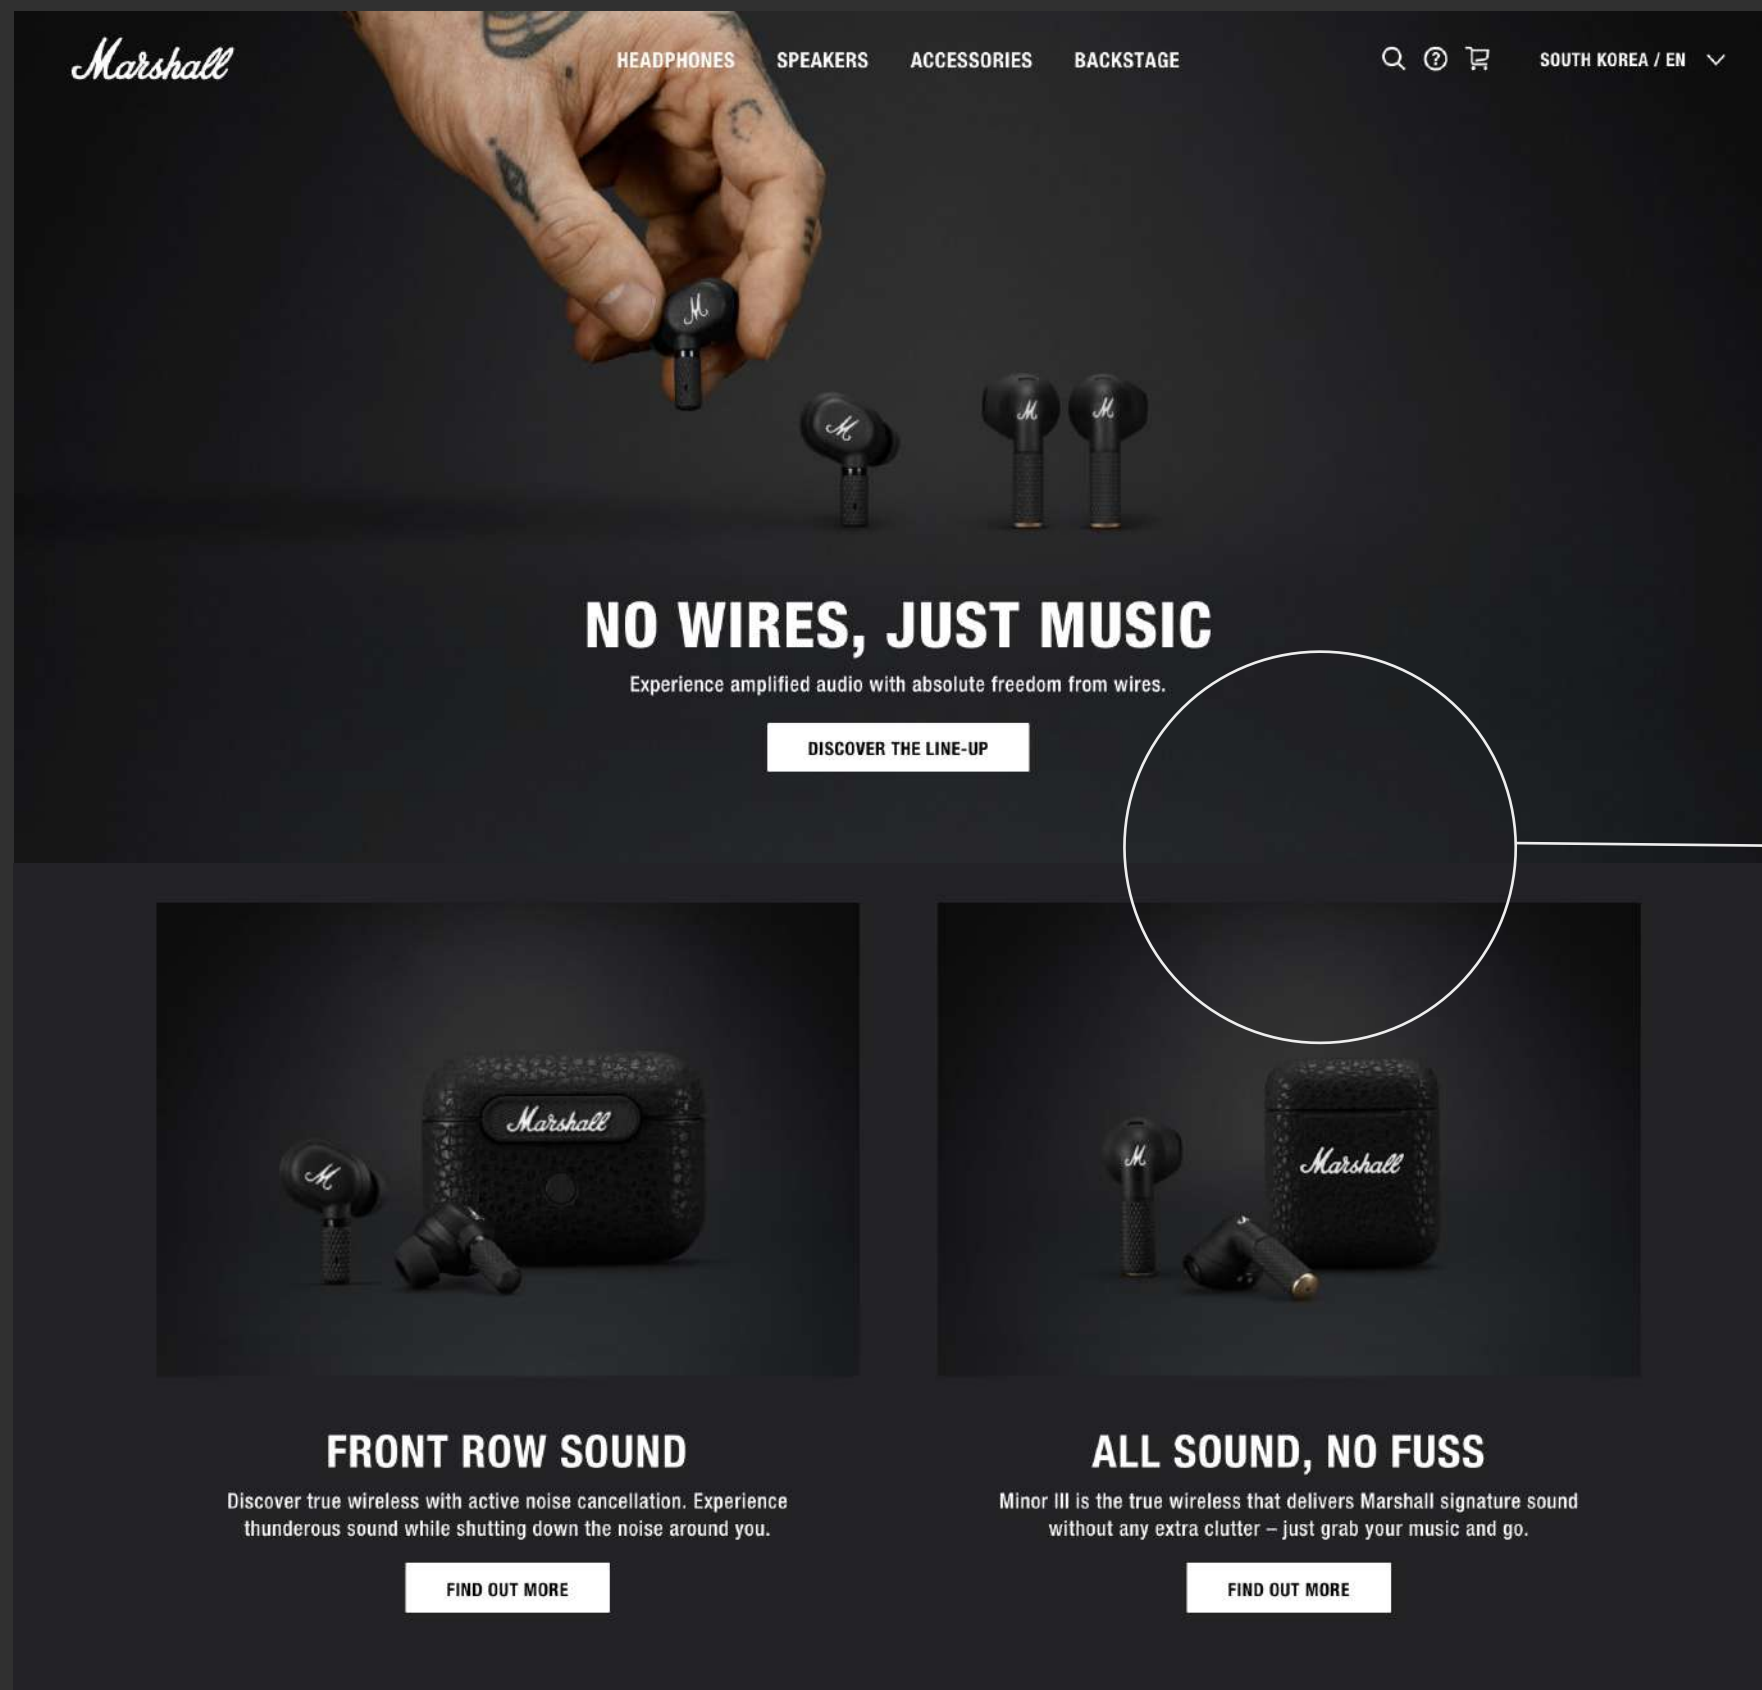 Marshall
HEADPHONES SPEAKERS ACCESSORIES BACKSTAGE
SOUTH KOREA / EN
M
M
M
M
NO WIRES, JUST MUSIC
Experience amplified audio with absolute freedom from wires.
DISCOVER THE LINE-UP
Marshall
M
Marshall
M
FRONT ROW SOUND
Discover true wireless with active noise cancellation. Experience
thunderous sound while shutting down the noise around you.
FIND OUT MORE
ALL SOUND, NO FUSS
Minor III is the true wireless that delivers Marshall signature sound
without any extra clutter – just grab your music and go.
FIND OUT MORE